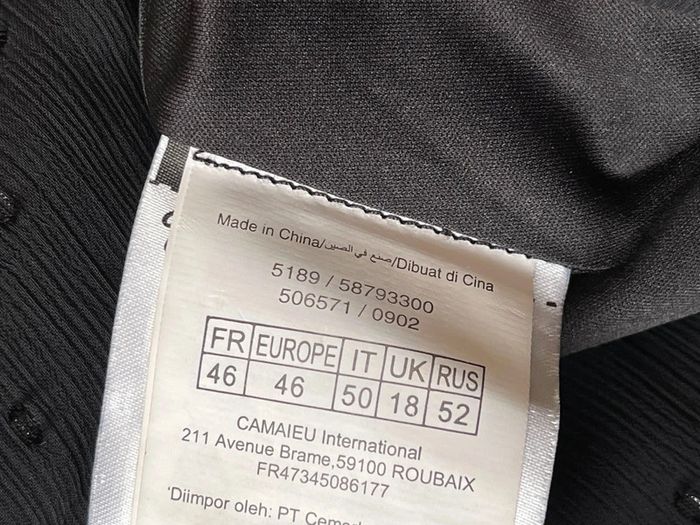 Made in China/صنع في الصين/Dibuat di Cina
5189 / 58793300
506571 / 0902
FR EUROPE IT UK RUS
46 46 50 18 52
CAMAIEU International
211 Avenue Brame,59100 ROUBAIX
FR47345086177
'Diimpor oleh: PT